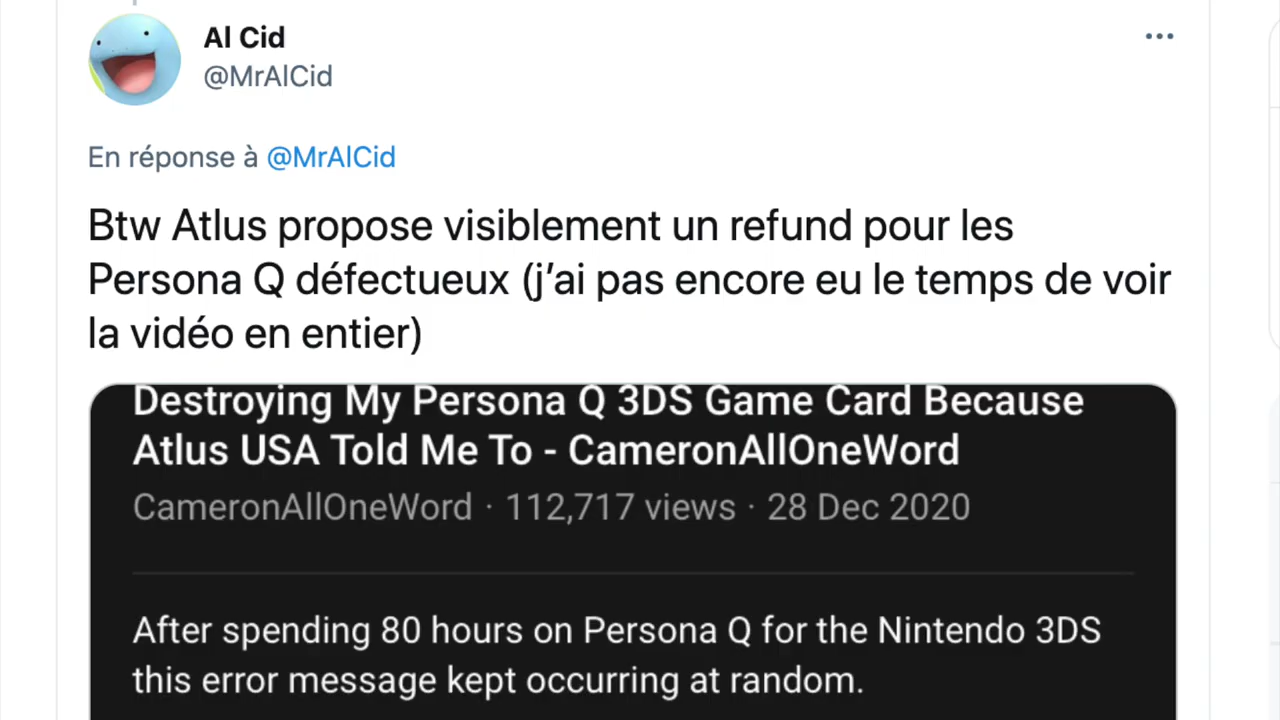 Al Cid
@MrAlCid
En réponse à @MrAlCid
Btw Atlus propose visiblement un refund pour les
Persona Q défectueux (j’ai pas encore eu le temps de voir
la vidéo en entier)
Destroying My Persona Q 3DS Game Card Because
Atlus USA Told Me To - CameronAllOneWord
CameronAllOneWord · 112,717 views · 28 Dec 2020
After spending 80 hours on Persona Q for the Nintendo 3DS
this error message kept occurring at random.